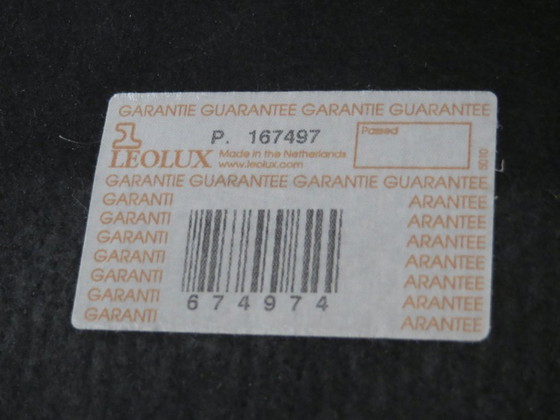 GARANTIE GUARANTEE GARANTIE GUARANTEE
P. 167497
Passed
LEOLUX
Made in the Netherlands
www.leolux.com
5010
GARANTIE GUARANTEE GARANTIE GUARANTEE
GARANTI ARANTEE
GARANTI ARANTEE
GARANTI ARANTEE
GARANTI ARANTEE
GARANTI ARANTEE
GARANTI ARANTEE
GARANTI ARANTEE
674974